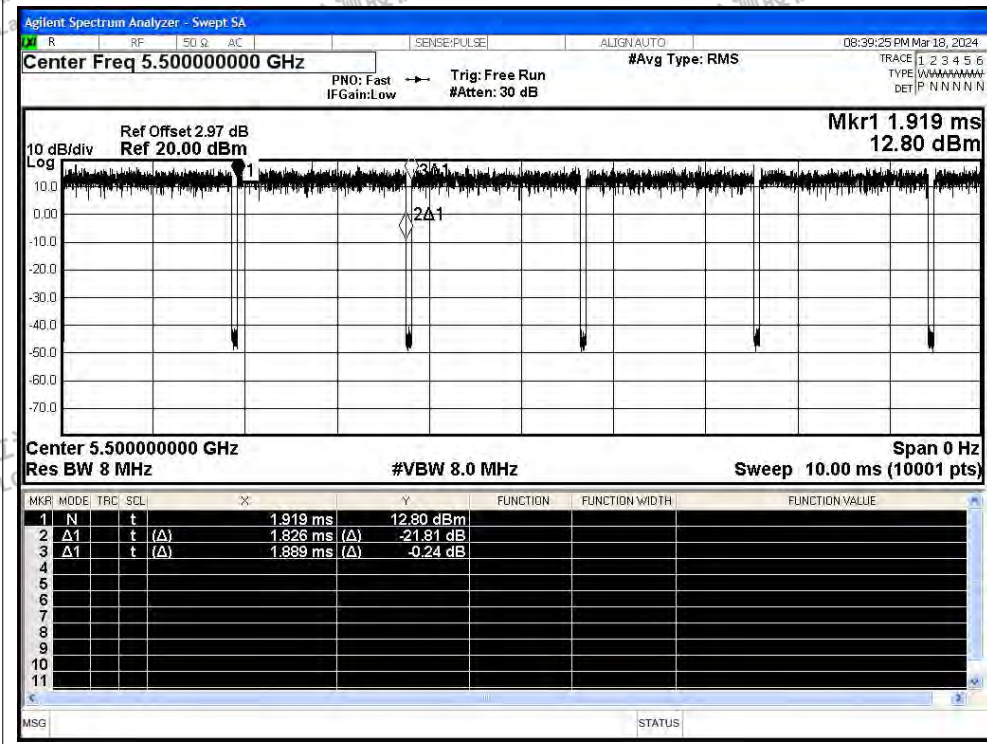 Agilent Spectrum Analyzer - Swept SA
R RF 50 Ω AC SENSE:PULSE ALIGN AUTO 08:39:25 PM Mar 18, 2024
Center Freq 5.500000000 GHz #Avg Type: RMS TRACE 1 2 3 4 5 6
PNO: Fast Trig: Free Run TYPE WWWWWW
IFGain:Low #Atten: 30 dB DET P N N N N N
Mkr1 1.919 ms
Ref Offset 2.97 dB
10 dB/div Ref 20.00 dBm 12.80 dBm
Log
1 3Δ1
10.0
0.00 2Δ1
-10.0
-20.0
-30.0
-40.0
-50.0
-60.0
-70.0
Center 5.500000000 GHz Span 0 Hz
Res BW 8 MHz #VBW 8.0 MHz Sweep 10.00 ms (10001 pts)
MKR MODE TRC SCL X Y FUNCTION FUNCTION WIDTH FUNCTION VALUE
1 N t 1.919 ms 12.80 dBm
2 Δ1 t (Δ) 1.826 ms (Δ) -21.81 dB
3 Δ1 t (Δ) 1.889 ms (Δ) -0.24 dB
4
5
6
7
8
9
10
11
MSG STATUS